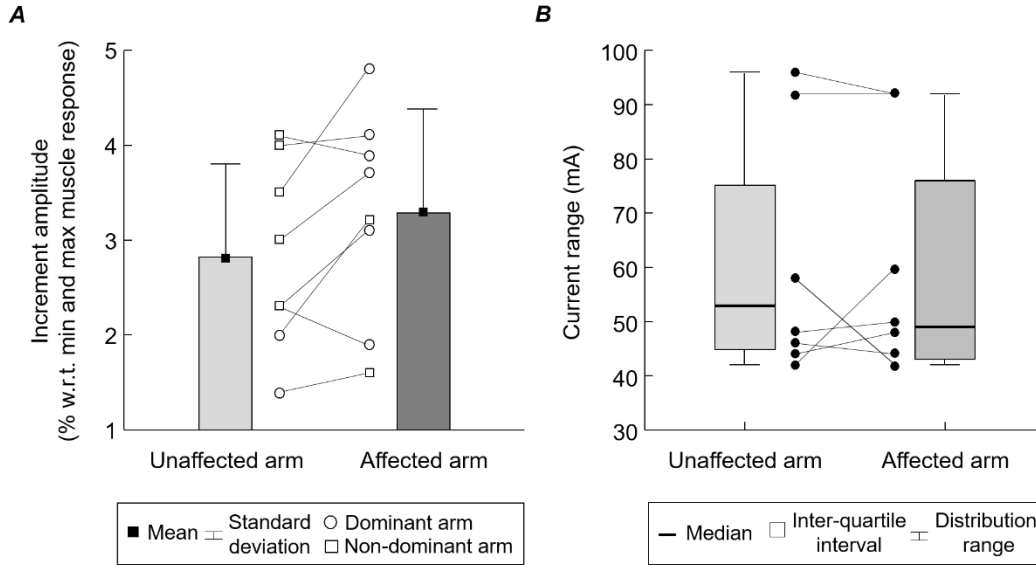 A
Increment amplitude
(% w.r.t. min and max muscle response)
5
4
3
2
1
Unaffected arm
Affected arm
Mean
Standard
deviation
Dominant arm
Non-dominant arm
B
Current range (mA)
100
90
80
70
60
50
40
30
Unaffected arm
Affected arm
Median
Inter-quartile
interval
Distribution
range